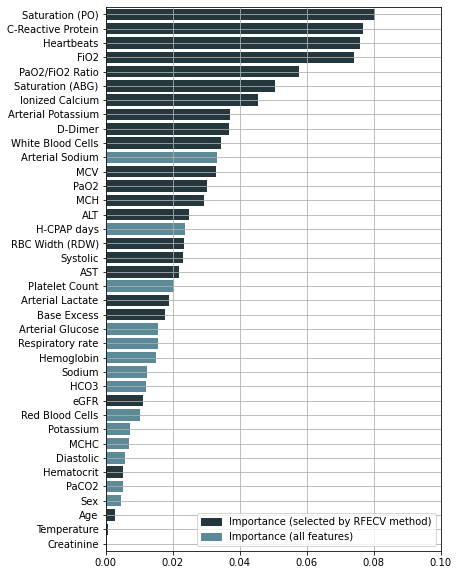 Saturation (PO)
C-Reactive Protein
Heartbeats
FiO2
PaO2/FiO2 Ratio
Saturation (ABG)
Ionized Calcium
Arterial Potassium
D-Dimer
White Blood Cells
Arterial Sodium
MCV
PaO2
MCH
ALT
H-CPAP days
RBC Width (RDW)
Systolic
AST
Platelet Count
Arterial Lactate
Base Excess
Arterial Glucose
Respiratory rate
Hemoglobin
Sodium
HCO3
eGFR
Red Blood Cells
Potassium
MCHC
Diastolic
Hematocrit
PaCO2
Sex
Age
Temperature
Creatinine
Importance (selected by RFECV method)
Importance (all features)
0.00 0.02 0.04 0.06 0.08 0.10